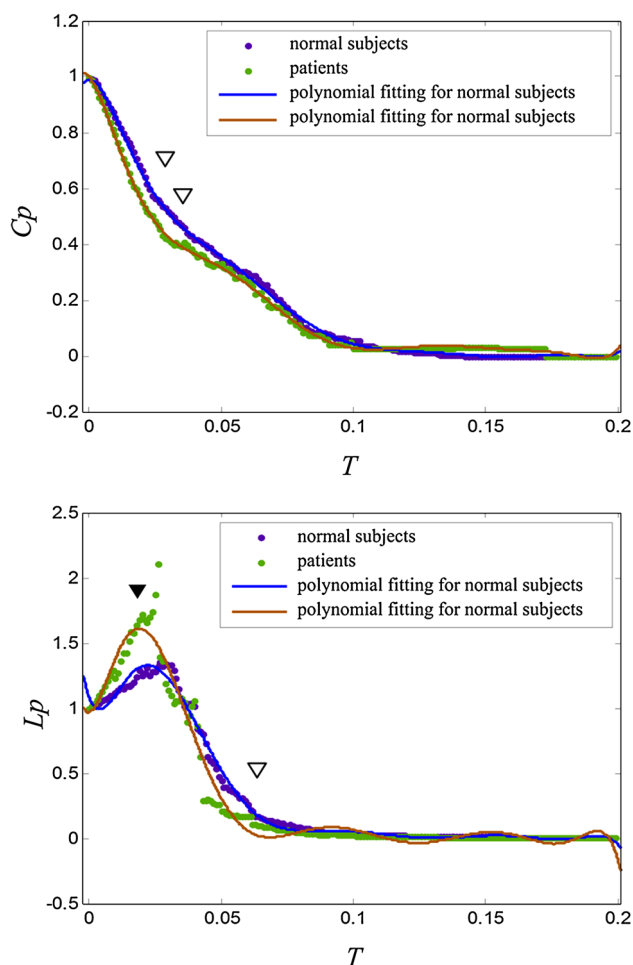 1.2
1
0.8
0.6
0.4
0.2
0
-0.2
Cp
normal subjects
patients
polynomial fitting for normal subjects
polynomial fitting for normal subjects
0 0.05 0.1 0.15 0.2
T
2.5
2
1.5
1
0.5
0
-0.5
Lp
normal subjects
patients
polynomial fitting for normal subjects
polynomial fitting for normal subjects
0 0.05 0.1 0.15 0.2
T